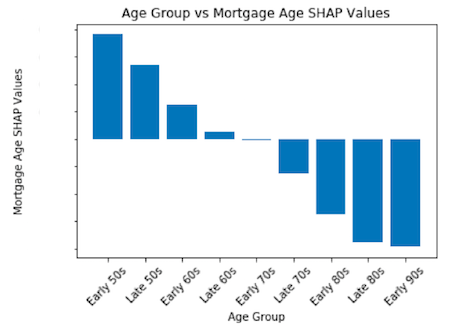 Age Group vs Mortgage Age SHAP Values
Mortgage Age SHAP Values
Early 50s
Late 50s
Early 60s
Late 60s
Early 70s
Late 70s
Early 80s
Late 80s
Early 90s
Age Group